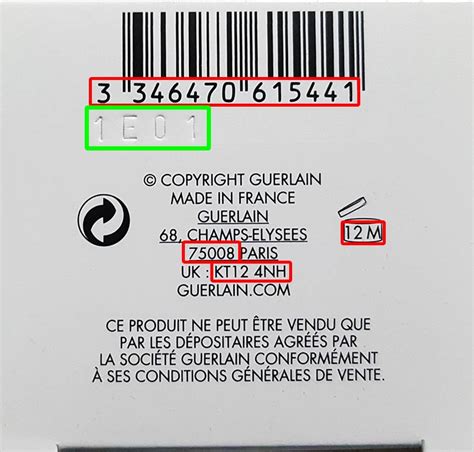 3 346470 615441
1E01
© COPYRIGHT GUERLAIN
MADE IN FRANCE
GUERLAIN
68, CHAMPS-ELYSEES
75008 PARIS
UK : KT12 4NH
GUERLAIN.COM
12 M
CE PRODUIT NE PEUT ÊTRE VENDU QUE
PAR LES DÉPOSITAIRES AGRÉÉS PAR
LA SOCIÉTÉ GUERLAIN CONFORMÉMENT
À SES CONDITIONS GÉNÉRALES DE VENTE.